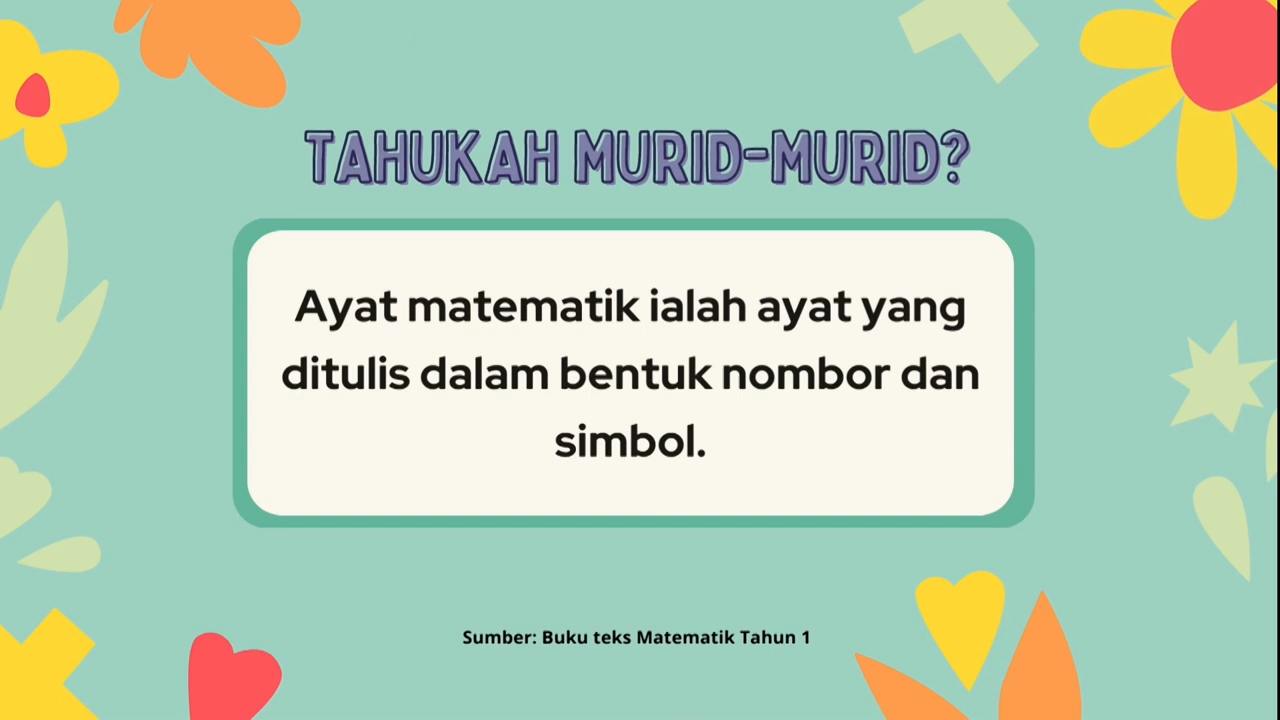 TAHUKAH MURID-MURID?
Ayat matematik ialah ayat yang
ditulis dalam bentuk nombor dan
simbol.
Sumber: Buku teks Matematik Tahun 1